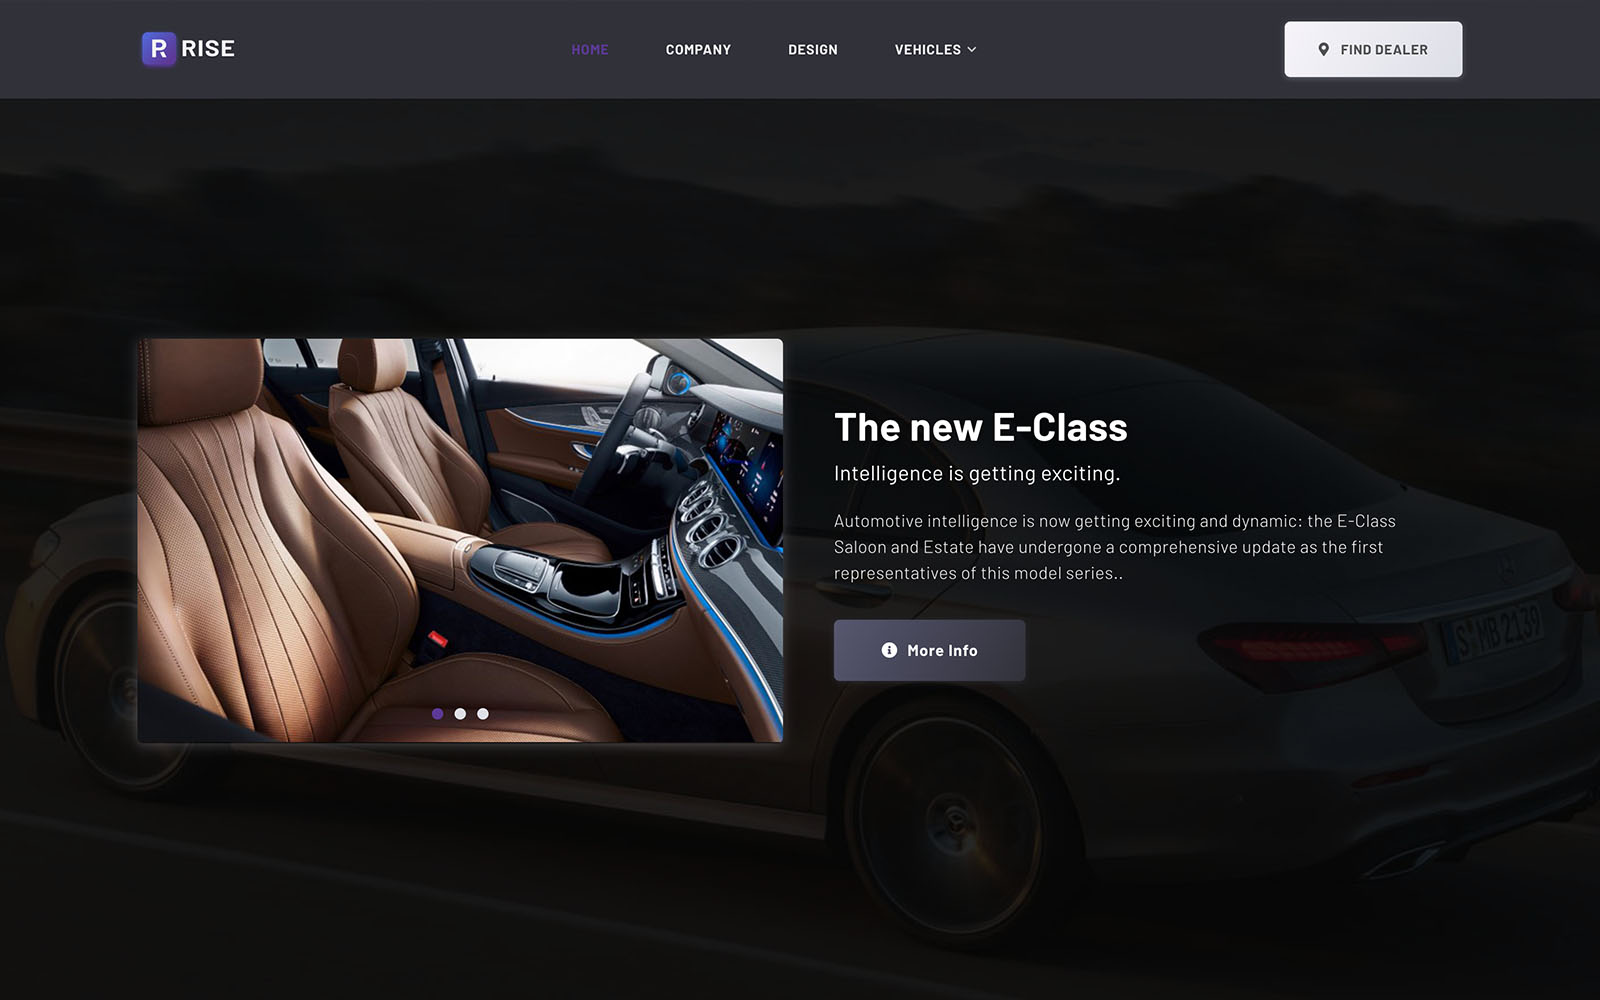 R RISE
HOME
COMPANY
DESIGN
VEHICLES
FIND DEALER
The new E-Class
Intelligence is getting exciting.
Automotive intelligence is now getting exciting and dynamic: the E-Class
Saloon and Estate have undergone a comprehensive update as the first
representatives of this model series..
S MB 2139
More Info